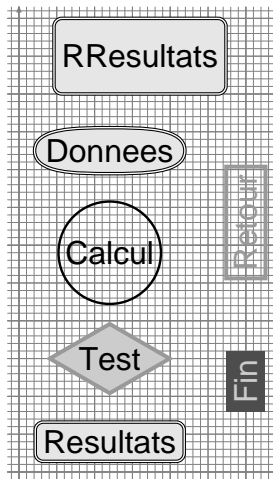 RResultats
Donnees
Retour
Calcul
Test
Fin
Resultats